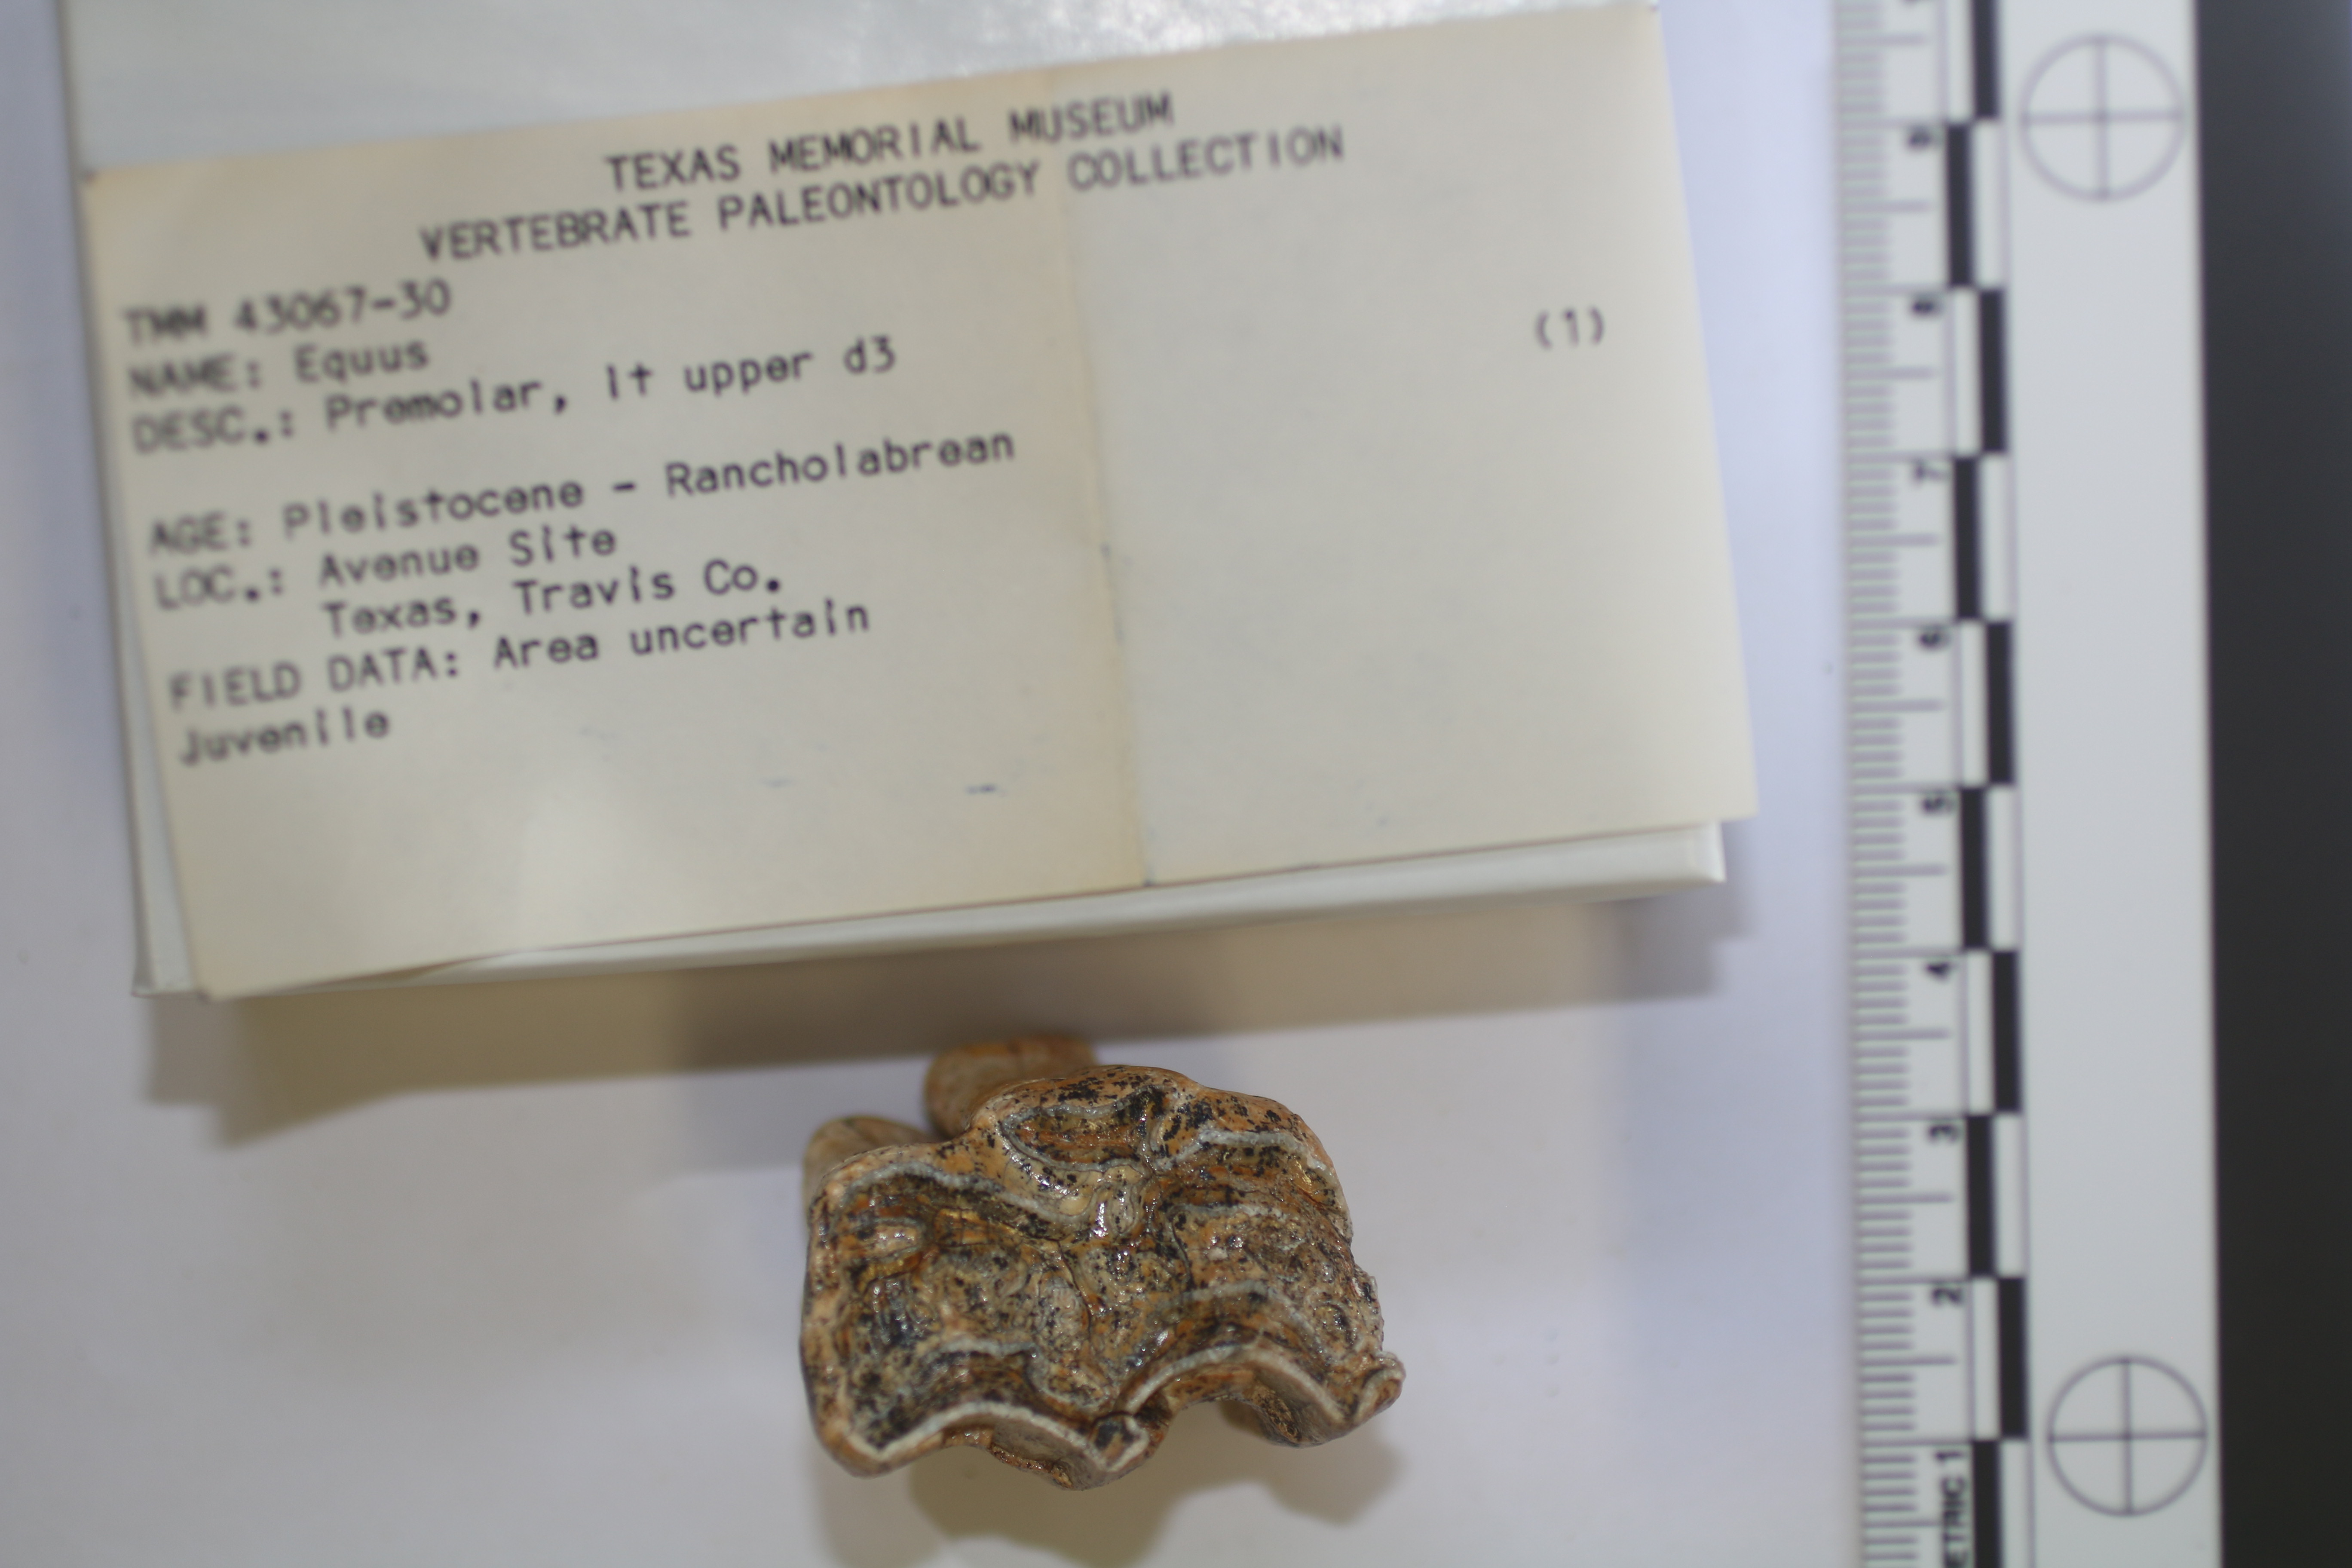 TEXAS MEMORIAL MUSEUM
VERTEBRATE PALEONTOLOGY COLLECTION
TMM 43067-30
NAME: Equus
DESC.: Premolar, lt upper d3
(1)
AGE: Pleistocene - Rancholabrean
LOC.: Avenue Site
Texas, Travis Co.
FIELD DATA: Area uncertain
Juvenile
9
8
7
6
5
4
3
2
ETRIC 1